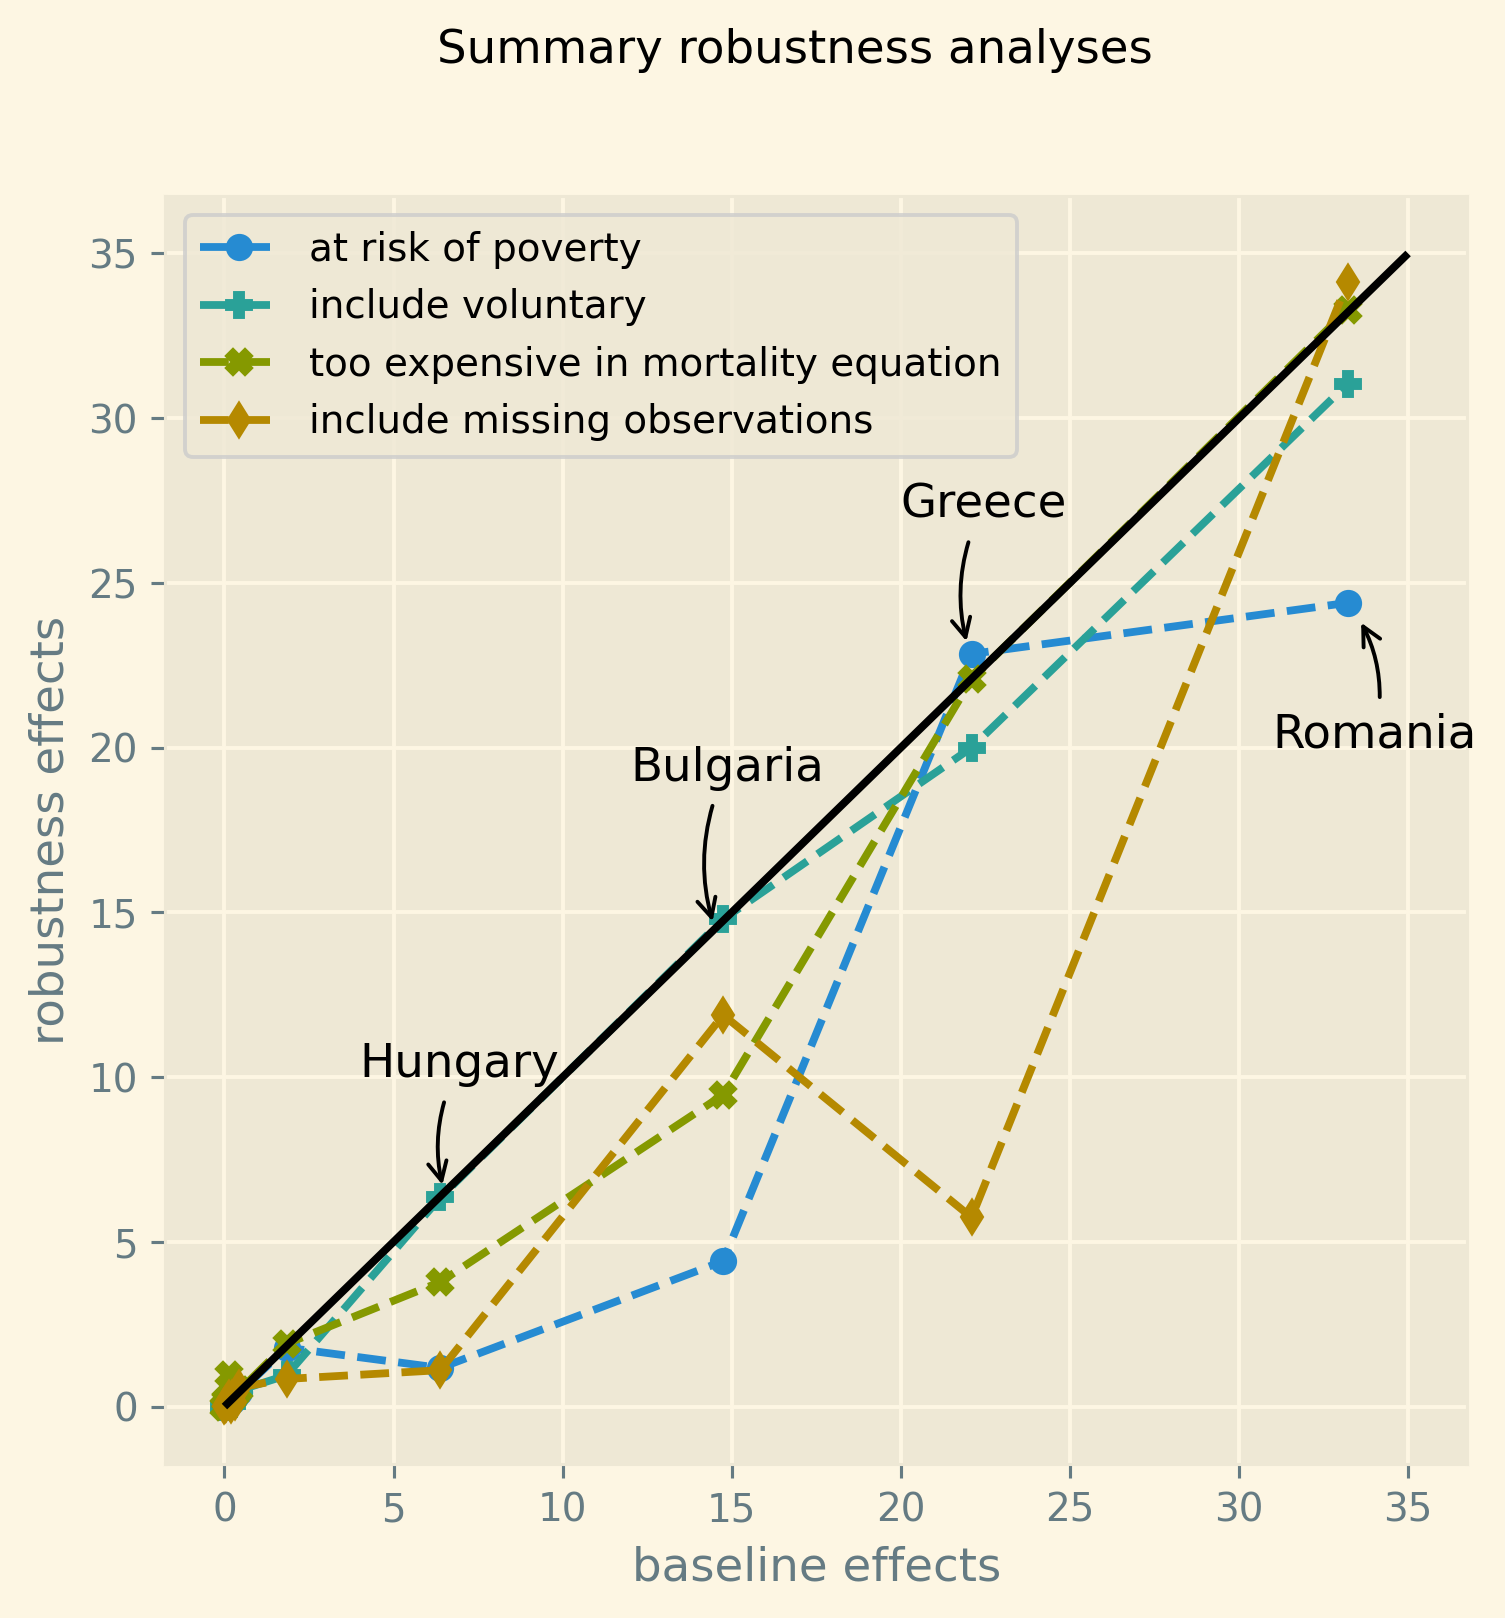 Summary robustness analyses
at risk of poverty
include voluntary
too expensive in mortality equation
include missing observations
35
30
25
20
15
10
5
0
robustness effects
Greece
Romania
Bulgaria
Hungary
0 5 10 15 20 25 30 35
baseline effects